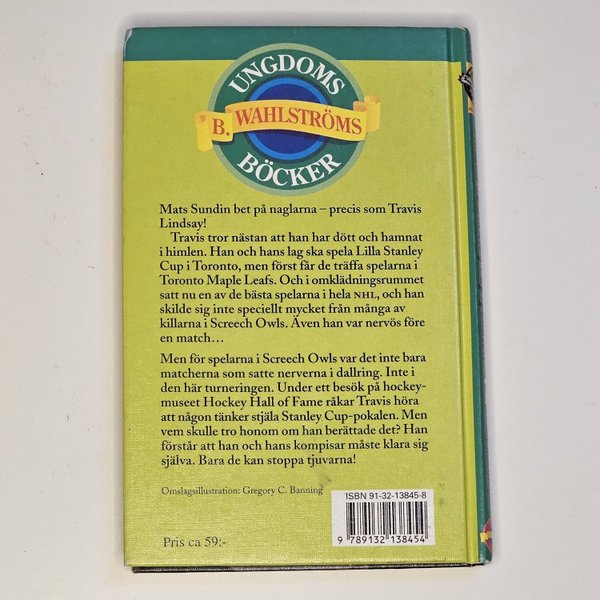 UNGDOMS
B. WAHLSTRÖMS
BÖCKER
Mats Sundin bet på naglarna – precis som Travis
Lindsay!
Travis tror nästan att han har dött och hamnat
i himlen. Han och hans lag ska spela Lilla Stanley
Cup i Toronto, men först får de träffa spelarna i
Toronto Maple Leafs. Och i omklädningsrummet
satt nu en av de bästa spelarna i hela NHL, och han
skilde sig inte speciellt mycket från många av
killarna i Screech Owls. Även han var nervös före
en match…
Men för spelarna i Screech Owls var det inte bara
matcherna som satte nerverna i dallring. Inte i
den här turneringen. Under ett besök på hockey-
museet Hockey Hall of Fame råkar Travis höra
att någon tänker stjäla Stanley Cup-pokalen. Men
vem skulle tro honom om han berättade det? Han
förstår att han och hans kompisar måste klara sig
själva. Bara de kan stoppa tjuvarna!
Omslagsillustration: Gregory C. Banning
ISBN 91-32-13845-8
9 789132 138454
Pris ca 59:-